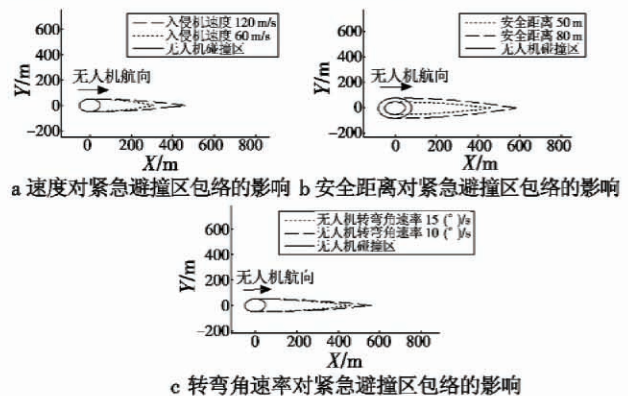 入侵机速度 120 m/s
入侵机速度 60 m/s
无人机碰撞区
600
400
200
0
−200
Y/m
无人机航向
0 200 400 600 800
X/m
a 速度对紧急避撞区包络的影响
安全距离 50 m
安全距离 80 m
无人机碰撞区
600
400
200
0
−200
Y/m
无人机航向
0 200 400 600 800
X/m
b 安全距离对紧急避撞区包络的影响
无人机转弯角速率 15 (°)/s
无人机转弯角速率 10 (°)/s
无人机碰撞区
600
400
200
0
−200
Y/m
无人机航向
0 200 400 600 800
X/m
c 转弯角速率对紧急避撞区包络的影响